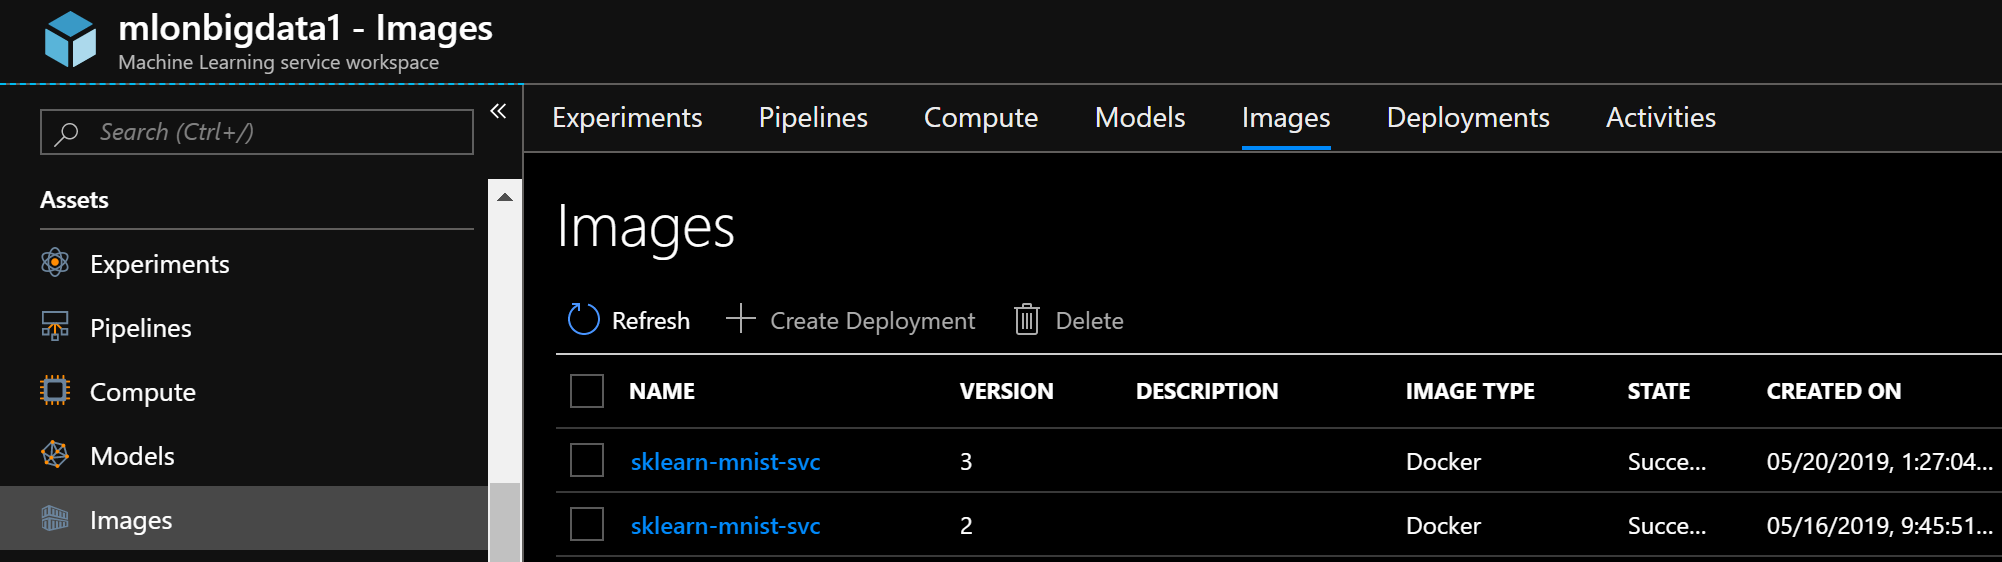 mlonbigdata1 - Images
Machine Learning service workspace
Search (Ctrl+/)
Assets
Experiments
Pipelines
Compute
Models
Images
Experiments Pipelines Compute Models Images Deployments Activities
Images
Refresh Create Deployment Delete
NAME VERSION DESCRIPTION IMAGE TYPE STATE CREATED ON
sklearn-mnist-svc 3 Docker Succe... 05/20/2019, 1:27:04...
sklearn-mnist-svc 2 Docker Succe... 05/16/2019, 9:45:51...